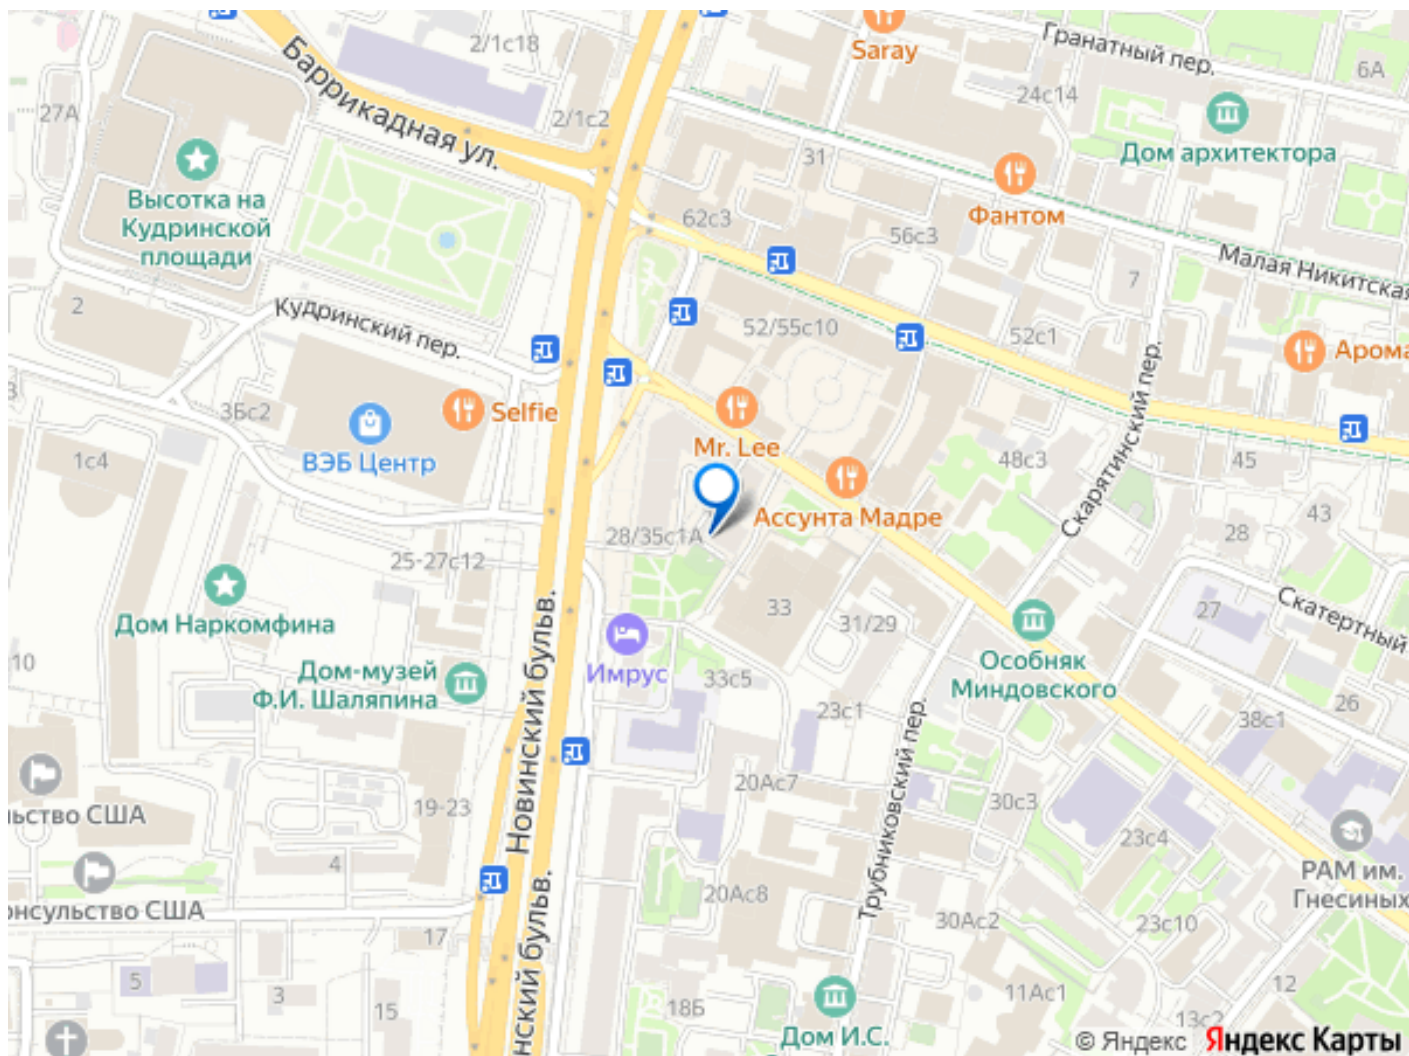 2/1с18
Saray
Гранатный пер.
6А
Баррикадная ул.
27А
2/1с2
24с14
Дом архитектора
31
Высотка на
Кудринской
площади
62с3
Фантом
56с3
Малая Никитская
7
2
Кудринский пер.
52/55с10
52с1
Арома
3Бс2
Selfie
ВЭБ Центр
1с4
Mr. Lee
48с3
Скарятинский пер.
45
Ассунта Мадре
43
28
28/35с1А
25-27с12
Дом Наркомфина
33
31/29
27
Скатертный
10
Дом-музей
Ф.И. Шаляпина
Имрус
33с5
Особняк
Миндовского
23с1
26
38с1
Новинский бульв.
20Ас7
Трубниковский пер.
30с3
19-23
23с4
ьство США
4
РАМ им.
Гнесиных
20Ас8
онсульство США
30Ас2
23с10
17
нский бульв.
5
3
15
18Б
11Ас1
12
13с2
Дом И.С.
© Яндекс Яндекс Карты